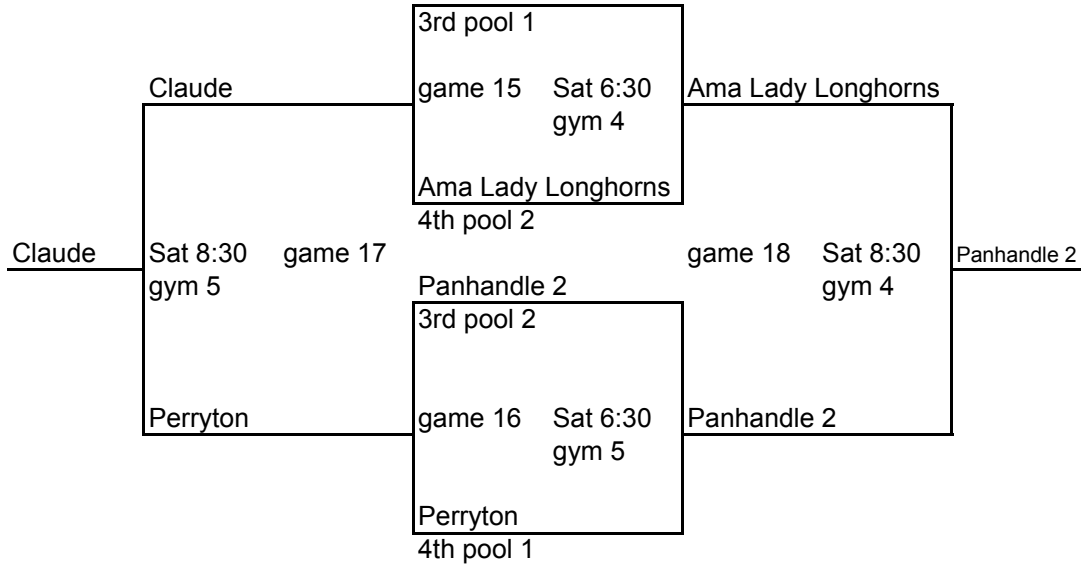 3rd pool 1
Claude game 15 Sat 6:30 Ama Lady Longhorns
gym 4
Ama Lady Longhorns
4th pool 2
Claude Sat 8:30 game 17 game 18 Sat 8:30 Panhandle 2
gym 5 Panhandle 2 gym 4
3rd pool 2
Perryton game 16 Sat 6:30 Panhandle 2
gym 5
Perryton
4th pool 1